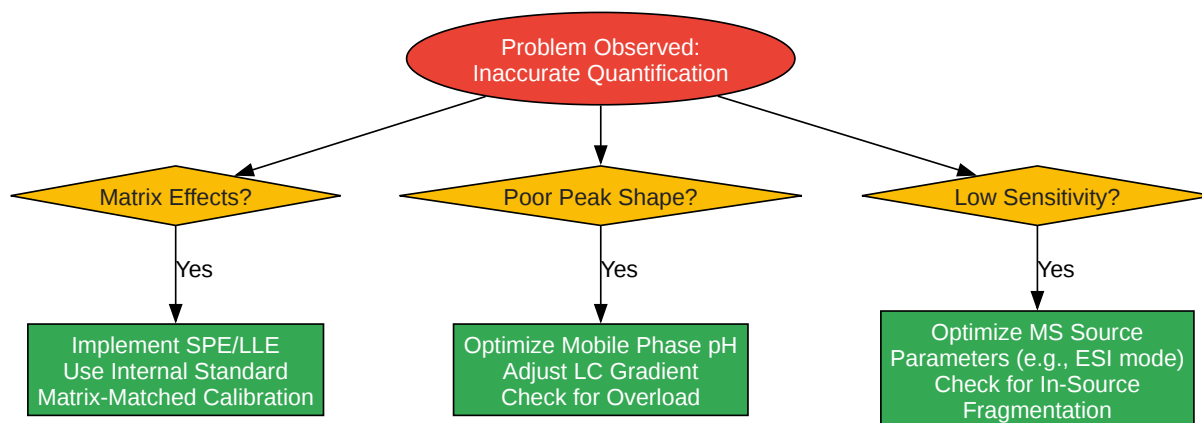 Problem Observed:
Inaccurate Quantification
Matrix Effects?
Poor Peak Shape?
Low Sensitivity?
Yes
Yes
Yes
Implement SPE/LLE
Use Internal Standard
Matrix-Matched Calibration
Optimize Mobile Phase pH
Adjust LC Gradient
Check for Overload
Optimize MS Source
Parameters (e.g., ESI mode)
Check for In-Source
Fragmentation